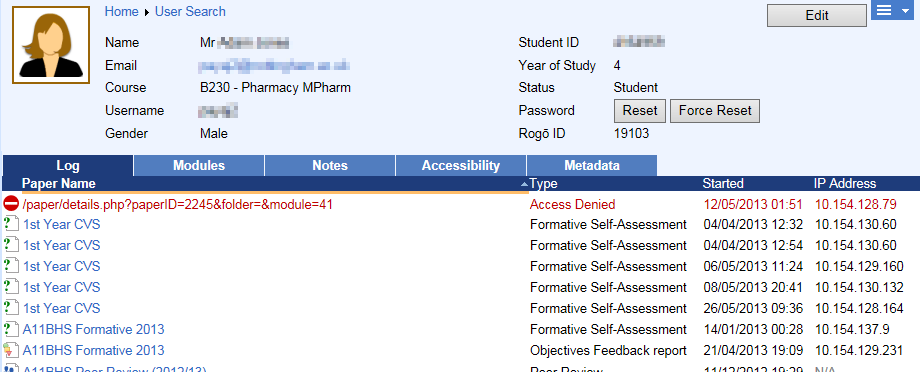 Home ▸ User Search
Edit
Name Mr
Student ID
Email
Year of Study 4
Course B230 - Pharmacy MPharm
Status Student
Username
Password Reset Force Reset
Gender Male
Rogō ID 19103
Log Modules Notes Accessibility Metadata
Paper Name Type Started IP Address
/paper/details.php?paperID=2245&folder=&module=41 Access Denied 12/05/2013 01:51 10.154.128.79
1st Year CVS Formative Self-Assessment 04/04/2013 12:32 10.154.130.60
1st Year CVS Formative Self-Assessment 04/04/2013 12:54 10.154.130.60
1st Year CVS Formative Self-Assessment 06/05/2013 11:24 10.154.129.160
1st Year CVS Formative Self-Assessment 08/05/2013 20:41 10.154.130.132
1st Year CVS Formative Self-Assessment 26/05/2013 09:36 10.154.128.164
A11BHS Formative 2013 Formative Self-Assessment 14/01/2013 00:28 10.154.137.9
A11BHS Formative 2013 Objectives Feedback report 21/04/2013 19:09 10.154.129.231
A11BHS Peer Review (2012/13) Peer Review 11/12/2013 19:29 N/A